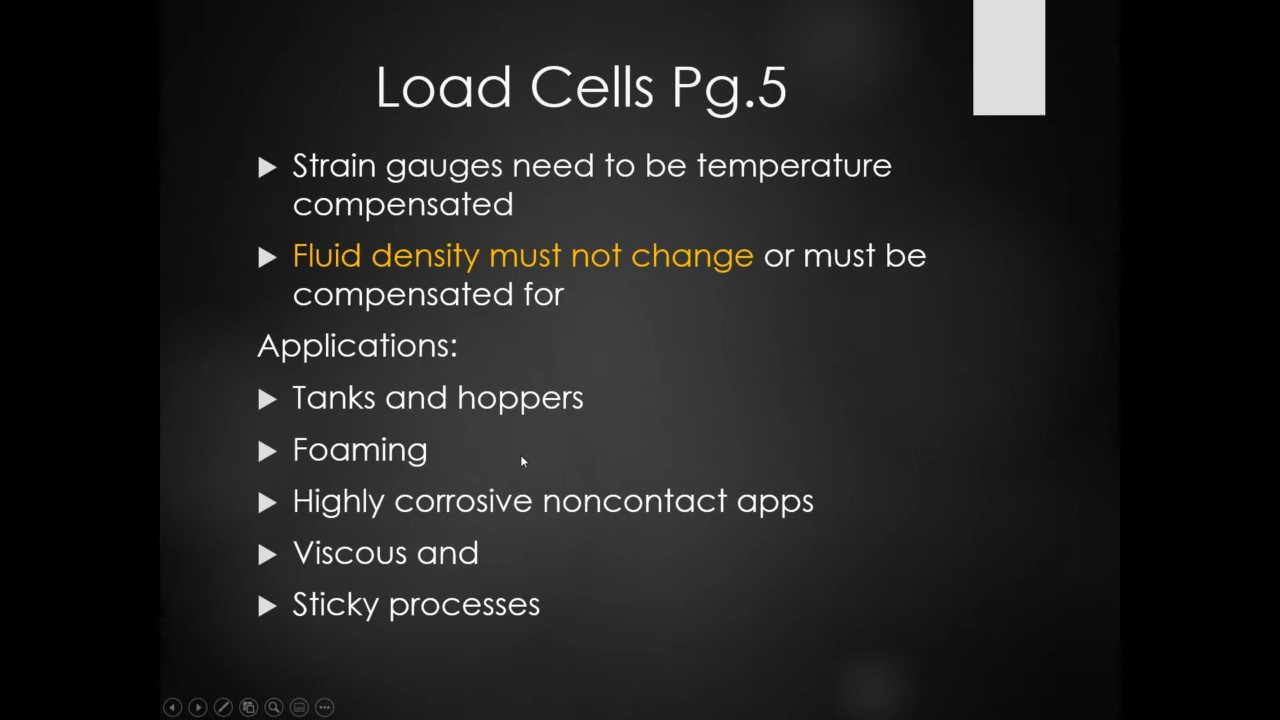 Load Cells Pg.5
Strain gauges need to be temperature
compensated
Fluid density must not change or must be
compensated for
Applications:
Tanks and hoppers
Foaming
Highly corrosive noncontact apps
Viscous and
Sticky processes